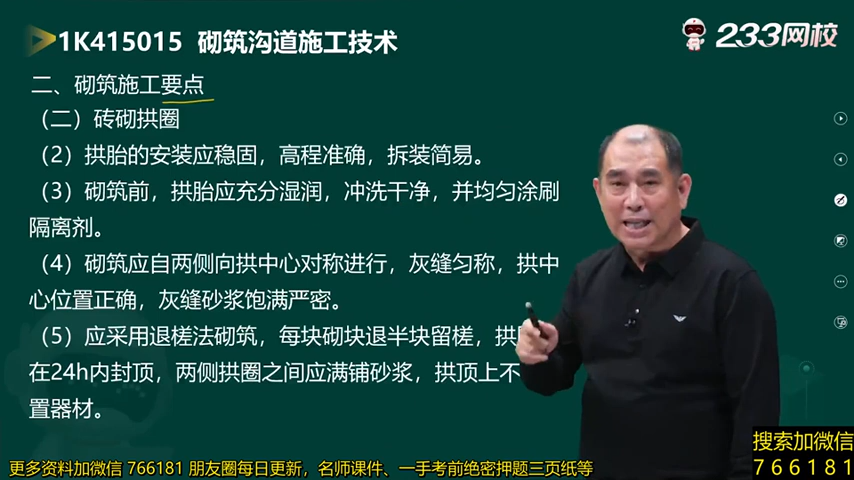 1K415015 砌筑沟道施工技术
233网校
二、砌筑施工要点
（二）砖砌拱圈
（2）拱胎的安装应稳固，高程准确，拆装简易。
（3）砌筑前，拱胎应充分湿润，冲洗干净，并均匀涂刷
隔离剂。
（4）砌筑应自两侧向拱中心对称进行，灰缝匀称，拱中
心位置正确，灰缝砂浆饱满严密。
（5）应采用退槎法砌筑，每块砌块退半块留槎，拱
在24h内封顶，两侧拱圈之间应满铺砂浆，拱顶上不
置器材。
搜索加微信
766181
更多资料加微信 766181 朋友圈每日更新，名师课件、一手考前绝密押题三页纸等